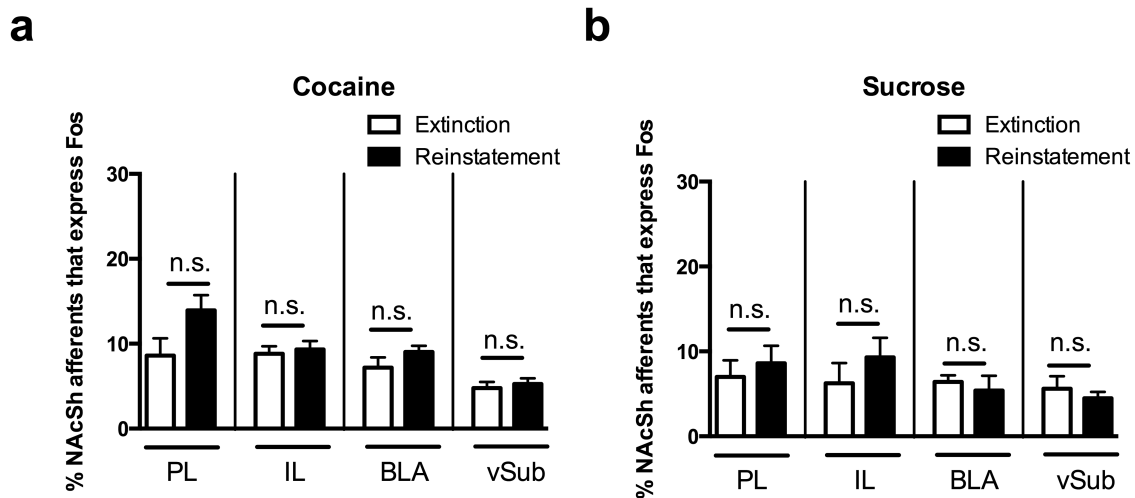 a
Cocaine
Extinction
Reinstatement
% NAcSh afferents that express Fos
30
20
10
0
n.s.
n.s.
n.s.
n.s.
PL
IL
BLA
vSub
b
Sucrose
Extinction
Reinstatement
% NAcSh afferents that express Fos
30
20
10
0
n.s.
n.s.
n.s.
n.s.
PL
IL
BLA
vSub